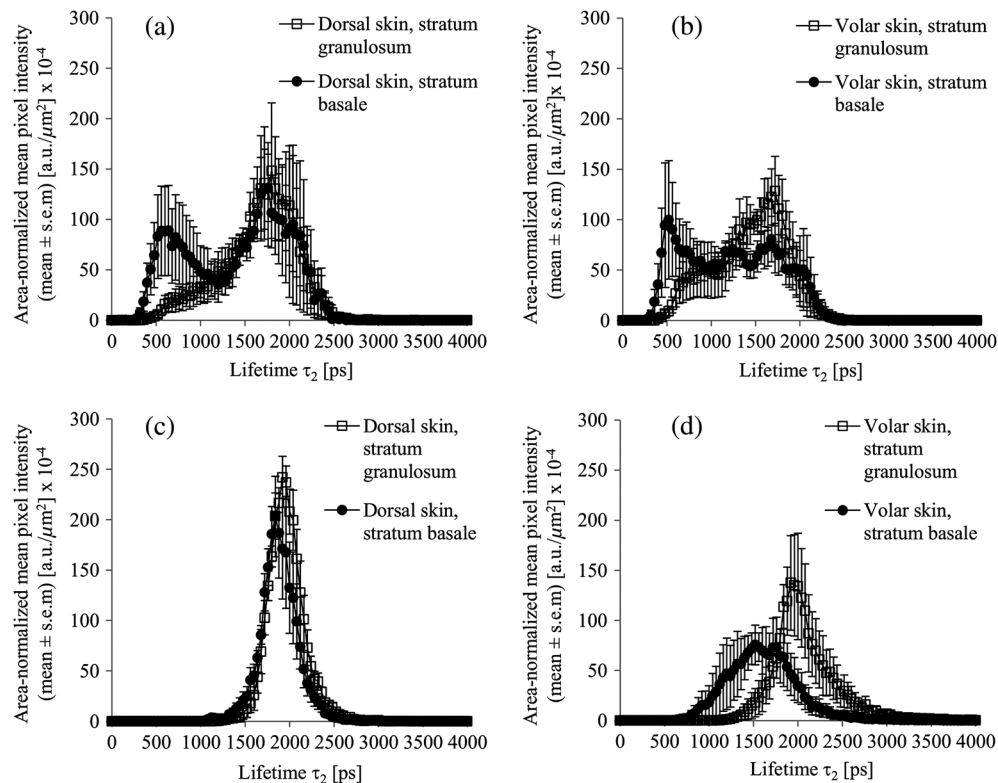 (a)
Dorsal skin, stratum
granulosum
Dorsal skin, stratum
basale
Area-normalized mean pixel intensity
(mean ± s.e.m) [a.u./μm²] x 10⁻⁴
300
250
200
150
100
50
0
0 500 1000 1500 2000 2500 3000 3500 4000
Lifetime τ₂ [ps]
(b)
Volar skin, stratum
granulosum
Volar skin, stratum
basale
Area-normalized mean pixel intensity
(mean ± s.e.m) [a.u./μm²]x 10⁻⁴
300
250
200
150
100
50
0
0 500 1000 1500 2000 2500 3000 3500 4000
Lifetime τ₂ [ps]
(c)
Dorsal skin,
stratum
granulosum
Dorsal skin,
stratum basale
Area-normalized mean pixel intensity
(mean ± s.e.m) [a.u./μm²] x 10⁻⁴
300
250
200
150
100
50
0
0 500 1000 1500 2000 2500 3000 3500 4000
Lifetime τ₂ [ps]
(d)
Volar skin,
stratum
granulosum
Volar skin,
stratum basale
Area-normalized mean pixel intensity
(mean ± s.e.m) [a.u./μm²] x 10⁻⁴
300
250
200
150
100
50
0
0 500 1000 1500 2000 2500 3000 3500 4000
Lifetime τ₂ [ps]